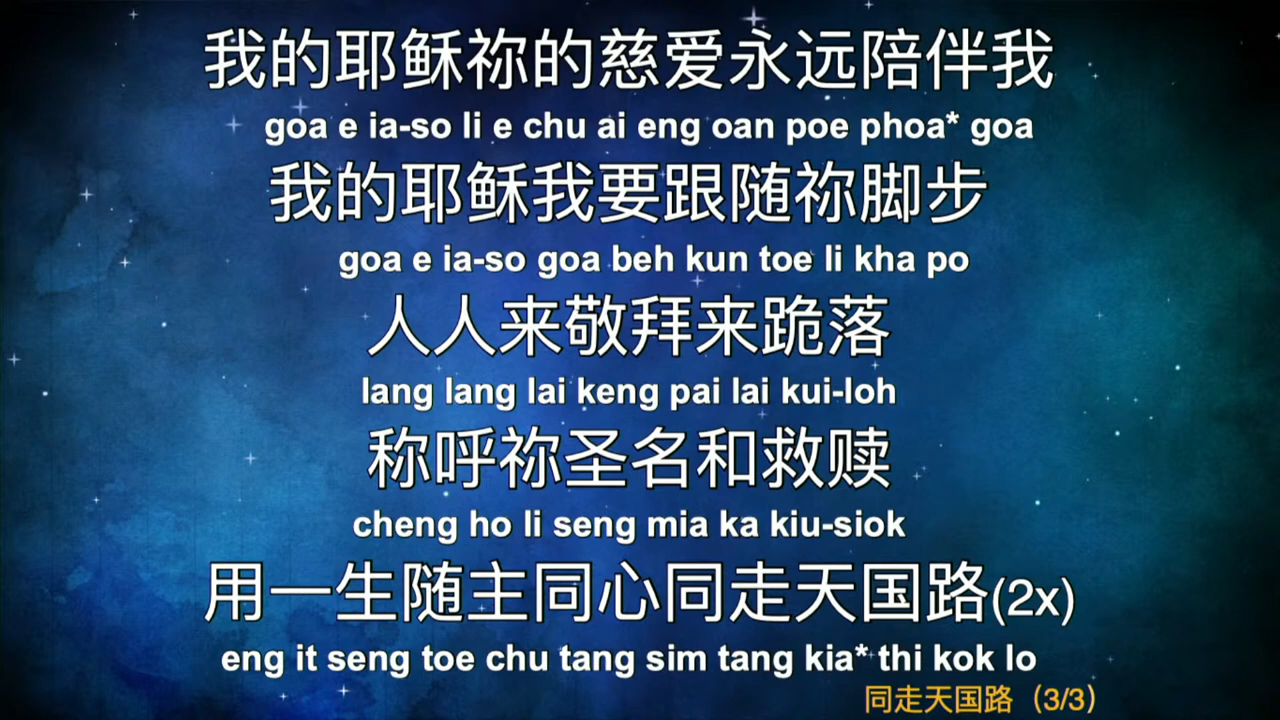 我的耶稣祢的慈爱永远陪伴我
goa e ia-so li e chu ai eng oan poe phoa* goa
我的耶稣我要跟随祢脚步
goa e ia-so goa beh kun toe li kha po
人人来敬拜来跪落
lang lang lai keng pai lai kui-loh
称呼祢圣名和救赎
cheng ho li seng mia ka kiu-siok
用一生随主同心同走天国路(2x)
eng it seng toe chu tang sim tang kia* thi kok lo
同走天国路（3/3）